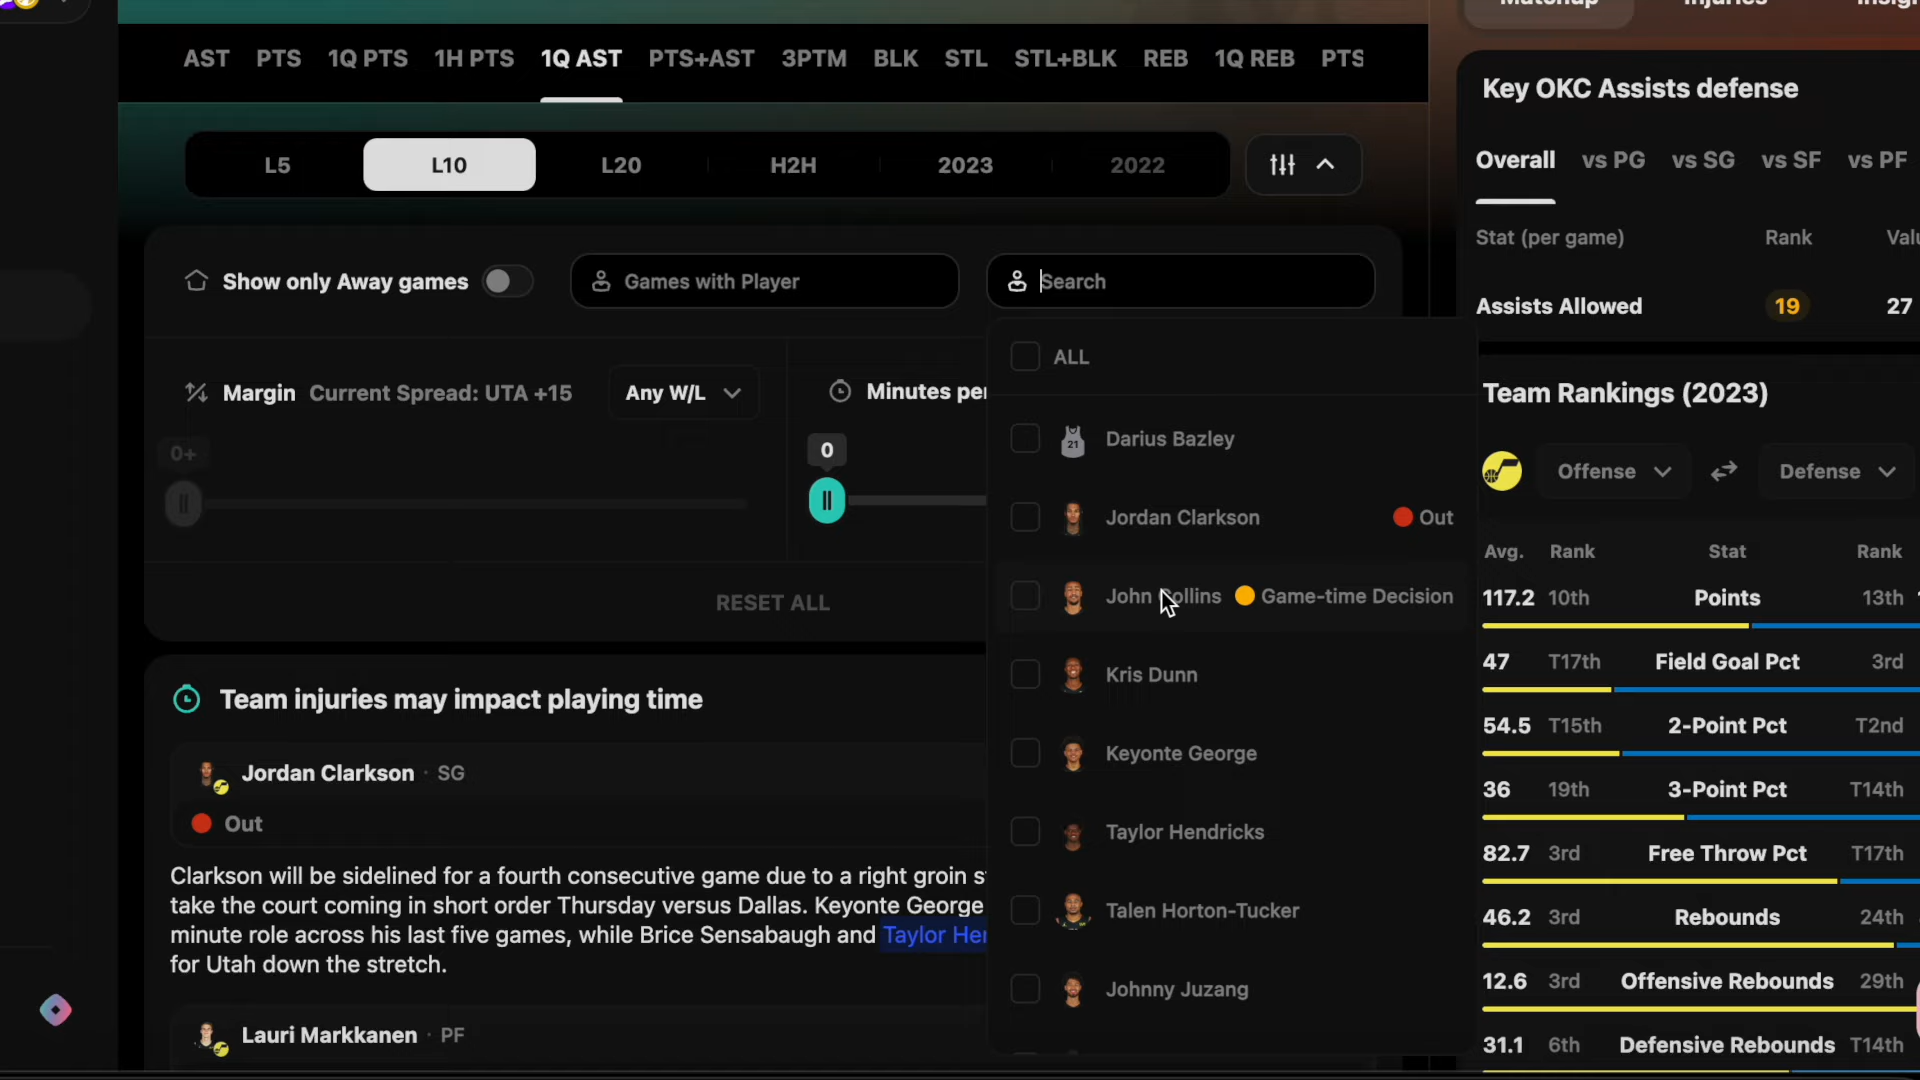 AST PTS 1Q PTS 1H PTS 1Q AST PTS+AST 3PTM BLK STL STL+BLK REB 1Q REB PTS
L5 L10 L20 H2H 2023 2022
Show only Away games
Games with Player
Search
Margin Current Spread: UTA +15
Any W/L
Minutes per
0+
0
RESET ALL
ALL
21
Darius Bazley
Jordan Clarkson Out
John Collins Game-time Decision
Kris Dunn
Keyonte George
Taylor Hendricks
Talen Horton-Tucker
Johnny Juzang
Team injuries may impact playing time
Jordan Clarkson · SG
Out
Clarkson will be sidelined for a fourth consecutive game due to a right groin
take the court coming in short order Thursday versus Dallas. Keyonte George
minute role across his last five games, while Brice Sensabaugh and Taylor
for Utah down the stretch.
Lauri Markkanen · PF
Matchup Injuries
Key OKC Assists defense
Overall vs PG vs SG vs SF vs PF
Stat (per game) Rank
Assists Allowed 19 27
Team Rankings (2023)
Offense Defense
Avg. Rank Stat Rank
117.2 10th Points 13th
47 T17th Field Goal Pct 3rd
54.5 T15th 2-Point Pct T2nd
36 19th 3-Point Pct T14th
82.7 3rd Free Throw Pct T17th
46.2 3rd Rebounds 24th
12.6 3rd Offensive Rebounds 29th
31.1 6th Defensive Rebounds T14th